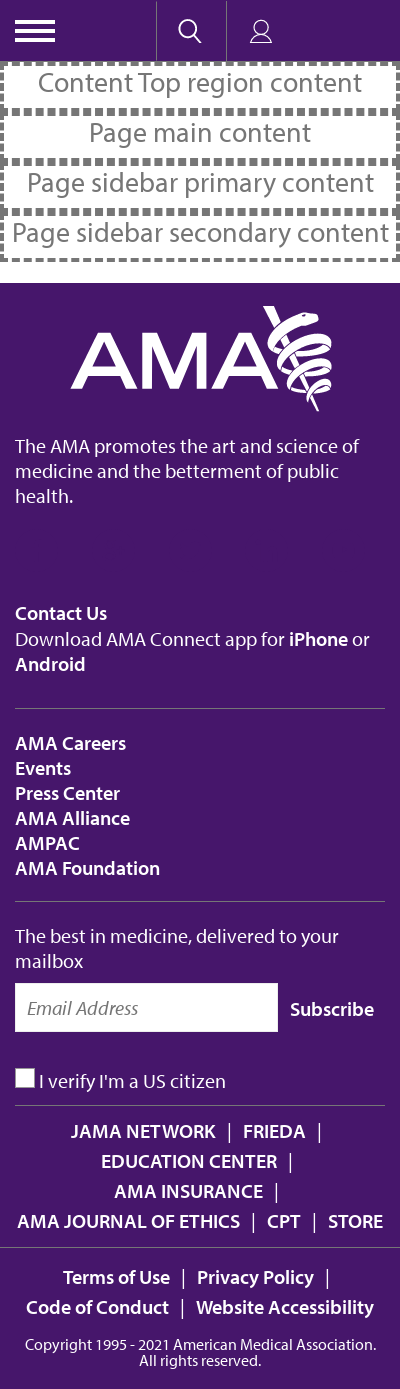 Content Top region content
Page main content
Page sidebar primary content
Page sidebar secondary content
AMA
The AMA promotes the art and science of
medicine and the betterment of public
health.
Contact Us
Download AMA Connect app for iPhone or
Android
AMA Careers
Events
Press Center
AMA Alliance
AMPAC
AMA Foundation
The best in medicine, delivered to your
mailbox
Email Address Subscribe
I verify I'm a US citizen
JAMA NETWORK | FRIEDA |
EDUCATION CENTER |
AMA INSURANCE |
AMA JOURNAL OF ETHICS | CPT | STORE
Terms of Use | Privacy Policy |
Code of Conduct | Website Accessibility
Copyright 1995 - 2021 American Medical Association.
All rights reserved.